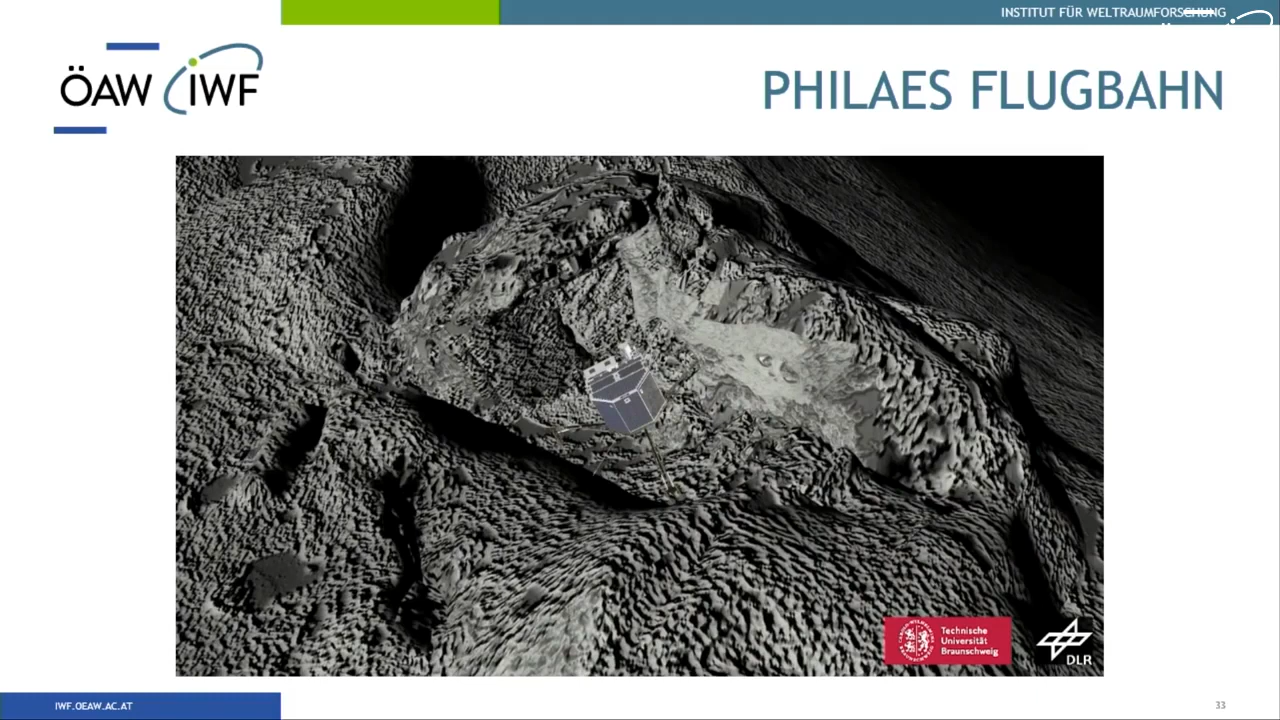 INSTITUT FÜR WELTRAUMFORSCHUNG
ÖAW IWF
PHILAES FLUGBAHN
Technische
Universität
Braunschweig
DLR
IWF.OEAW.AC.AT
33